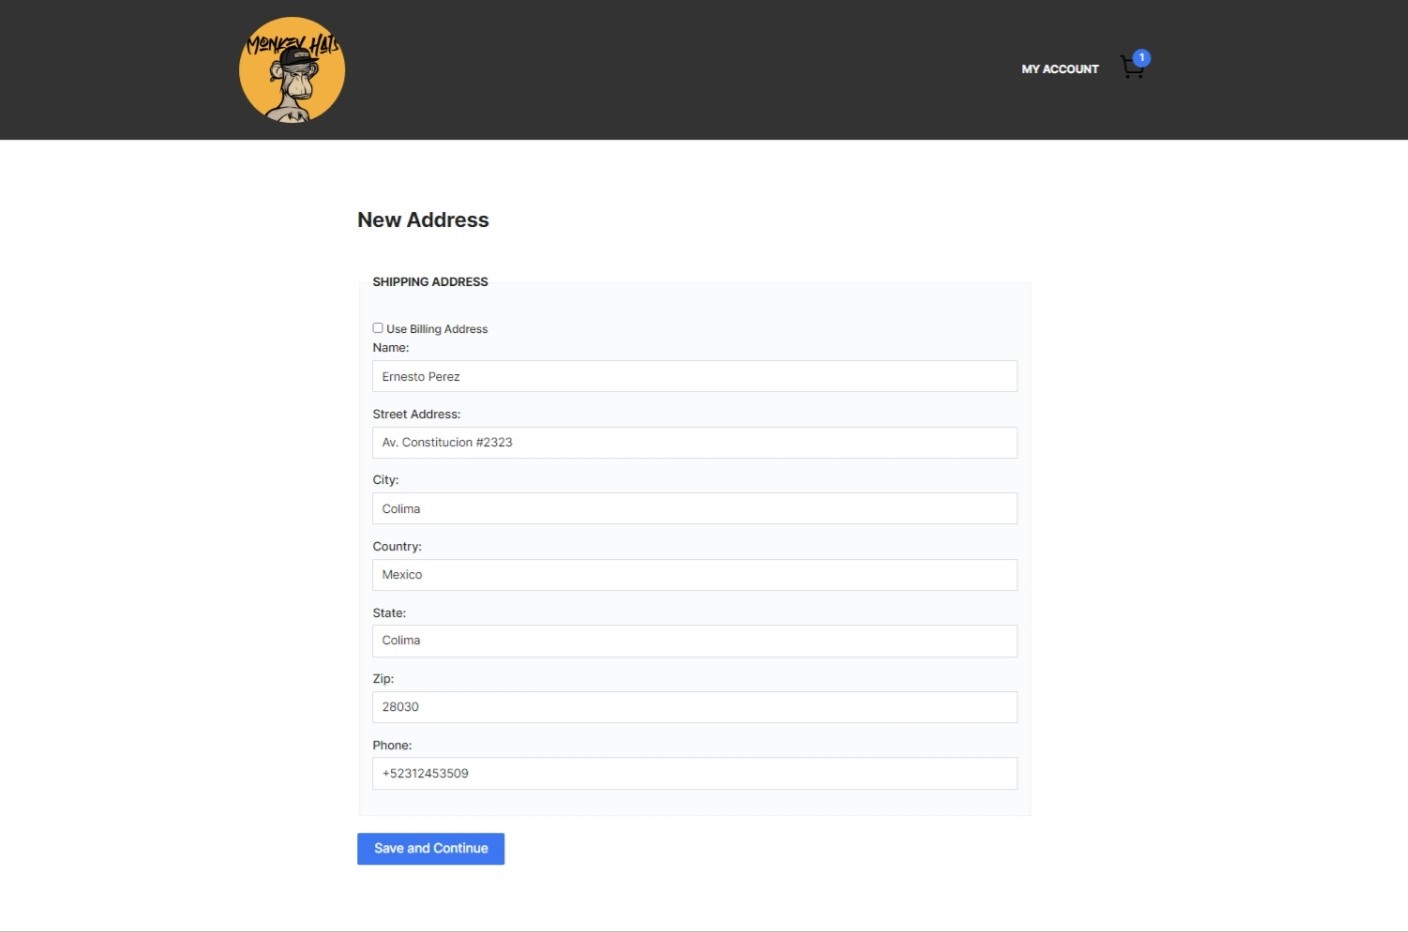 MONKEY HATS
MY ACCOUNT
1
New Address
SHIPPING ADDRESS
Use Billing Address
Name:
Ernesto Perez
Street Address:
Av. Constitucion #2323
City:
Colima
Country:
Mexico
State:
Colima
Zip:
28030
Phone:
+52312453509
Save and Continue